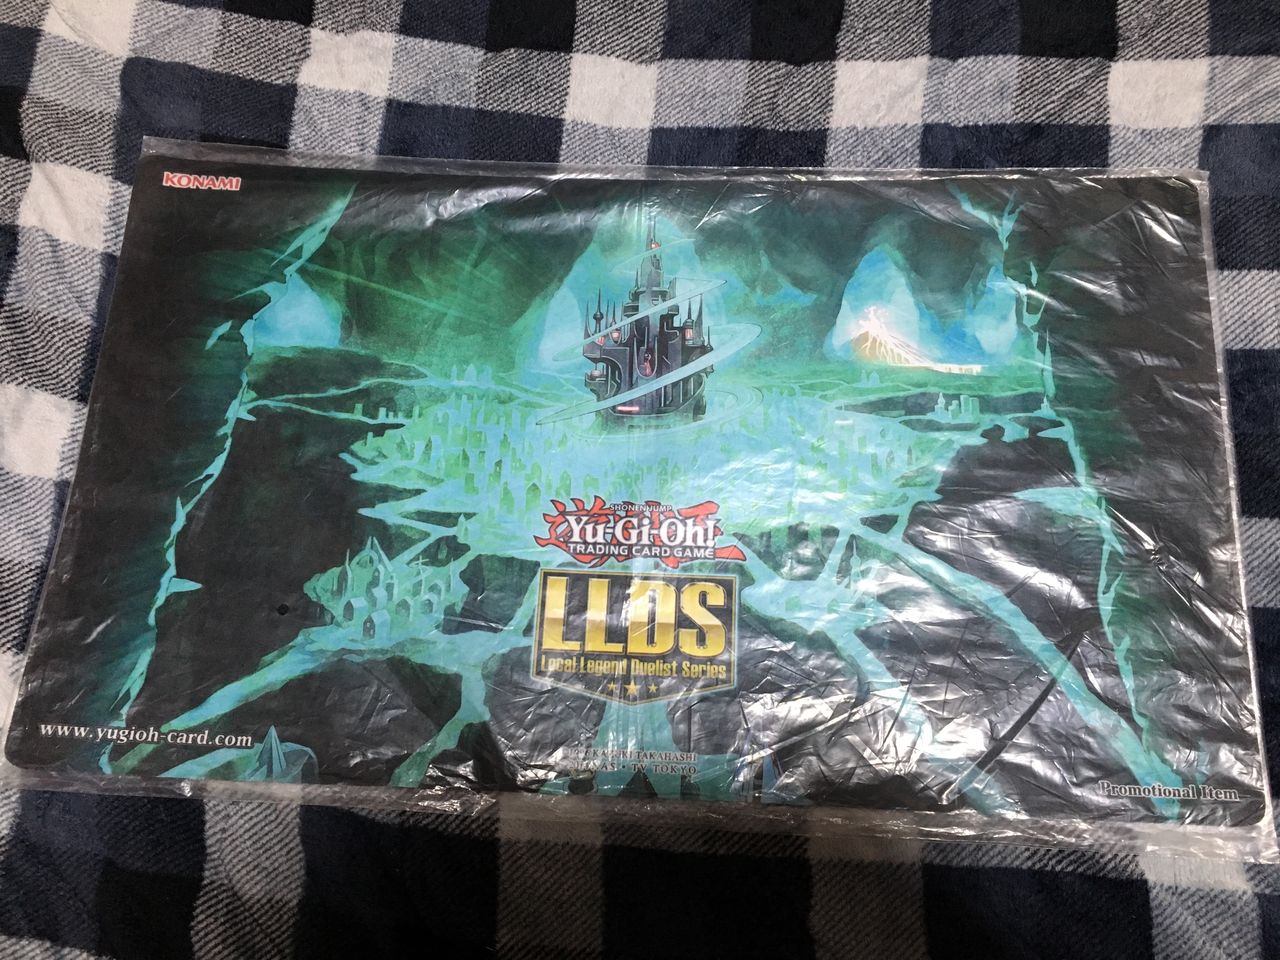 KONAMI
SHONEN JUMP
Yu-Gi-Oh!
TRADING CARD GAME
LLDS
Local Legend Duelist Series
www.yugioh-card.com
TAKAHASHI
TV TOKYO
Promotional Item